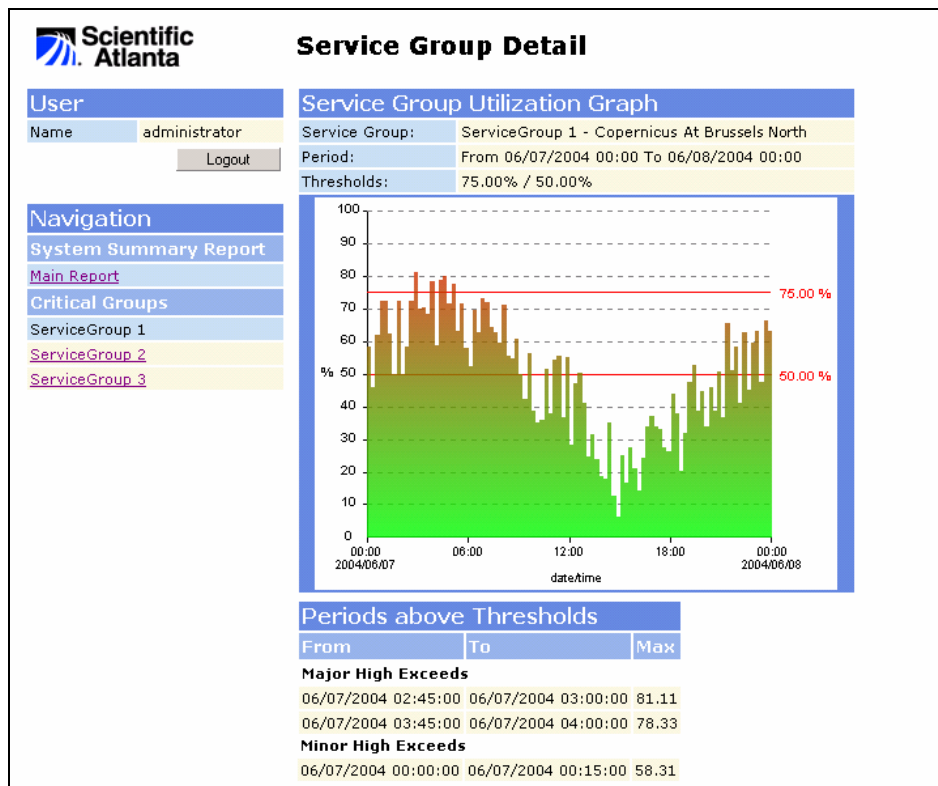 Scientific
Atlanta
Service Group Detail
User
Name administrator
Logout
Navigation
System Summary Report
Main Report
Critical Groups
ServiceGroup 1
ServiceGroup 2
ServiceGroup 3
Service Group Utilization Graph
Service Group: ServiceGroup 1 - Copernicus At Brussels North
Period: From 06/07/2004 00:00 To 06/08/2004 00:00
Thresholds: 75.00% / 50.00%
100
90
80
75.00 %
70
60
% 50
50.00 %
40
30
20
10
0
00:00 06:00 12:00 18:00 00:00
2004/06/07 2004/06/08
date/time
Periods above Thresholds
From To Max
Major High Exceeds
06/07/2004 02:45:00 06/07/2004 03:00:00 81.11
06/07/2004 03:45:00 06/07/2004 04:00:00 78.33
Minor High Exceeds
06/07/2004 00:00:00 06/07/2004 00:15:00 58.31